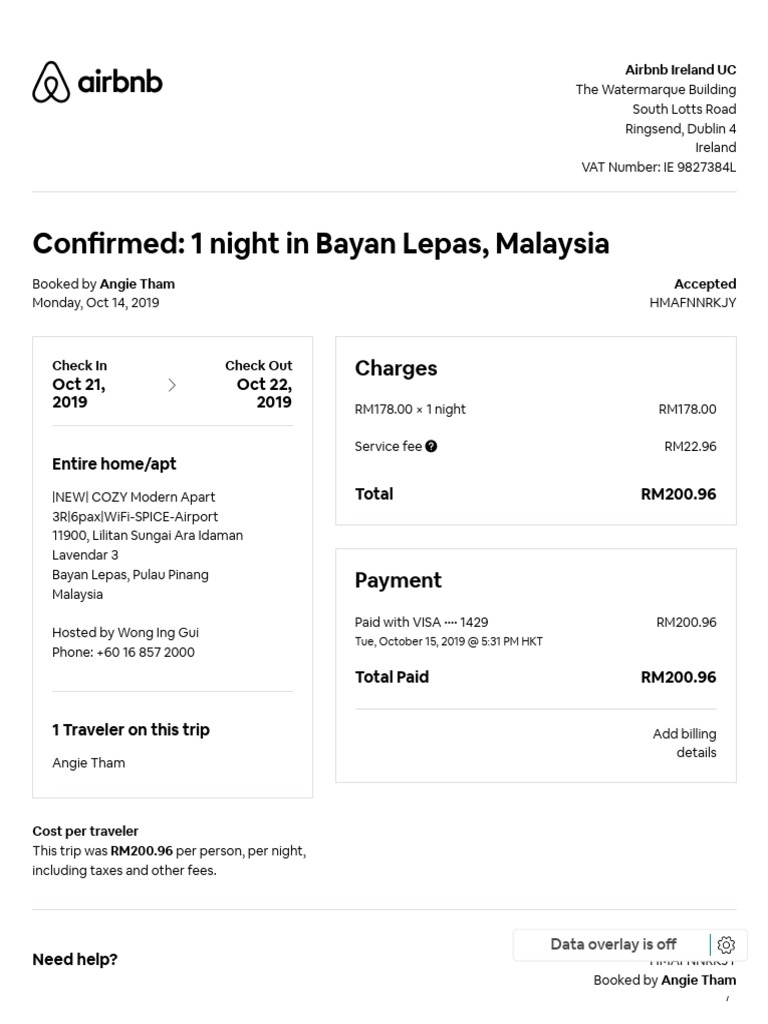 airbnb
Airbnb Ireland UC
The Watermarque Building
South Lotts Road
Ringsend, Dublin 4
Ireland
VAT Number: IE 9827384L
Confirmed: 1 night in Bayan Lepas, Malaysia
Booked by Angie Tham
Monday, Oct 14, 2019
Accepted
HMAFNNRKJY
Check In
Oct 21,
2019
Check Out
Oct 22,
2019
Entire home/apt
|NEW| COZY Modern Apart
3R|6pax|WiFi-SPICE-Airport
11900, Lilitan Sungai Ara Idaman
Lavendar 3
Bayan Lepas, Pulau Pinang
Malaysia
Hosted by Wong Ing Gui
Phone: +60 16 857 2000
1 Traveler on this trip
Angie Tham
Cost per traveler
This trip was RM200.96 per person, per night,
including taxes and other fees.
Charges
RM178.00 × 1 night RM178.00
Service fee ? RM22.96
Total RM200.96
Payment
Paid with VISA •••• 1429 RM200.96
Tue, October 15, 2019 @ 5:31 PM HKT
Total Paid RM200.96
Add billing
details
Need help?
Data overlay is off
Booked by Angie Tham